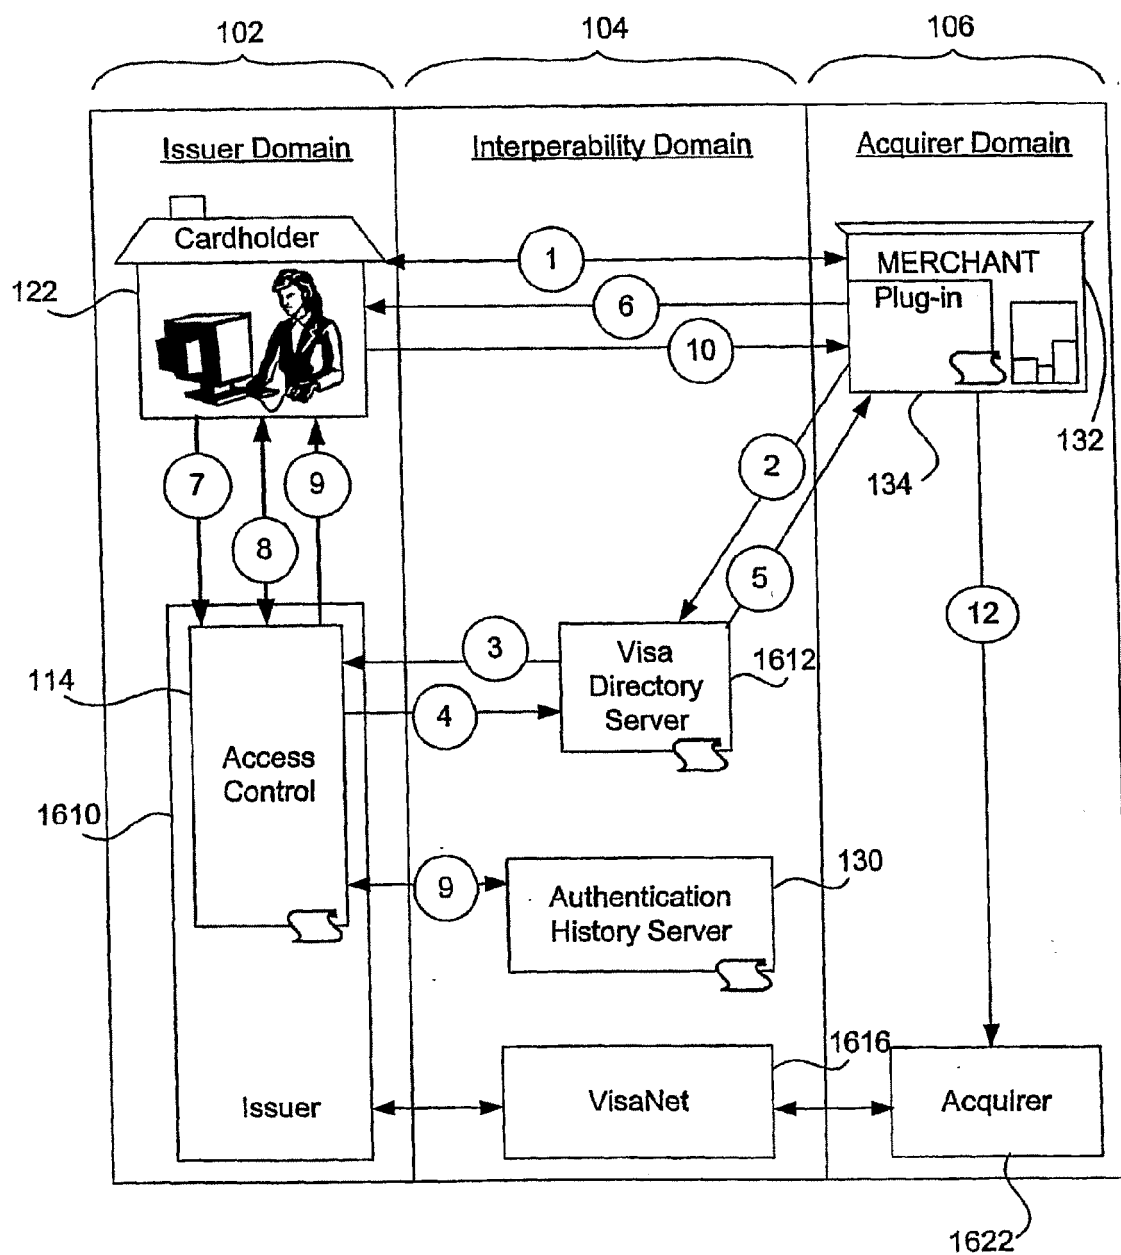 102
104
106
Issuer Domain
Interperability Domain
Acquirer Domain
Cardholder
1
MERCHANT
Plug-in
122
6
10
132
134
2
7
9
8
5
12
3
Visa
Directory
Server
1612
114
4
Access
Control
1610
130
9
Authentication
History Server
1616
Issuer
VisaNet
Acquirer
1622